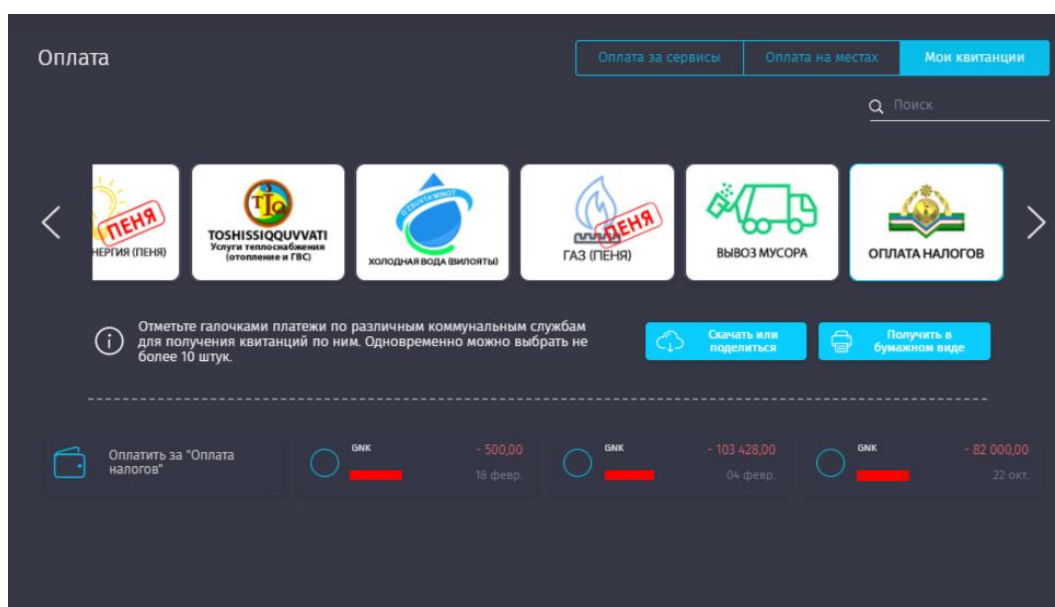 Оплата
Оплата за сервисы
Оплата на местах
Мои квитанции
Поиск
ПЕНЯ
НЕРГИЯ (ПЕНЯ)
TIQ
TOSHISSIQQUVVATI
Услуги теплоснабжения
(отопление и ГВС)
O'ZSUVTA'MINOT
ХОЛОДНАЯ ВОДА (ВИЛОЯТЫ)
ПЕНЯ
ГАЗ (ПЕНЯ)
ВЫВОЗ МУСОРА
ОПЛАТА НАЛОГОВ
Отметьте галочками платежи по различным коммунальным службам
для получения квитанций по ним. Одновременно можно выбрать не
более 10 штук.
Скачать или
поделиться
Получить в
бумажном виде
Оплатить за "Оплата
налогов"
GNK
- 500,00
18 февр.
GNK
- 103 428,00
04 февр.
GNK
- 82 000,00
22 окт.